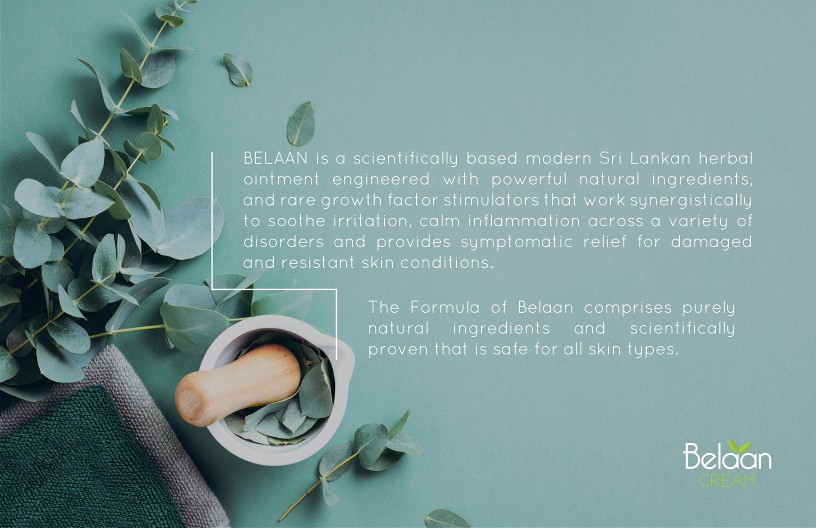 BELAAN is a scientifically based modern Sri Lankan herbal
ointment engineered with powerful natural ingredients,
and rare growth factor stimulators that work synergistically
to soothe irritation, calm inflammation across a variety of
disorders and provides symptomatic relief for damaged
and resistant skin conditions.
The Formula of Belaan comprises purely
natural ingredients and scientifically
proven that is safe for all skin types.
Belaan
CREAM